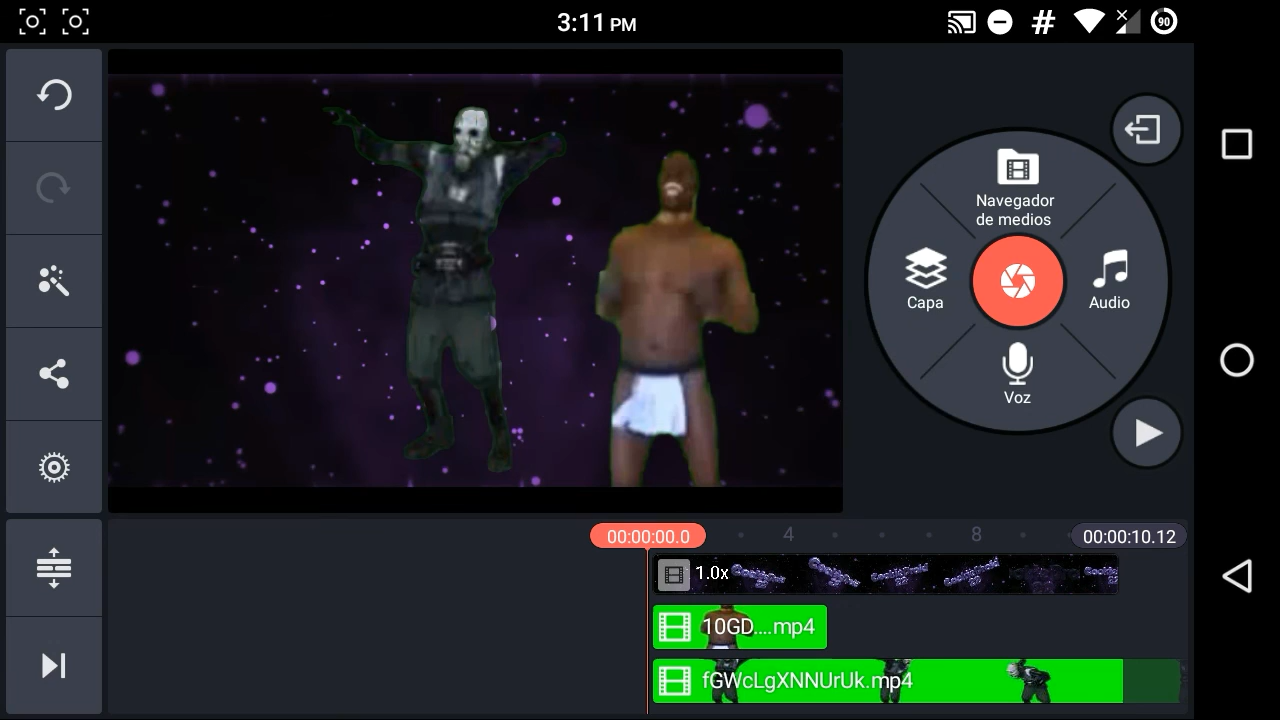 3:11 PM
90
Navegador
de medios
Capa
Audio
Voz
00:00:00.0
4
8
00:00:10.12
1.0x
10GD....mp4
fGWcLgXNNUrUk.mp4